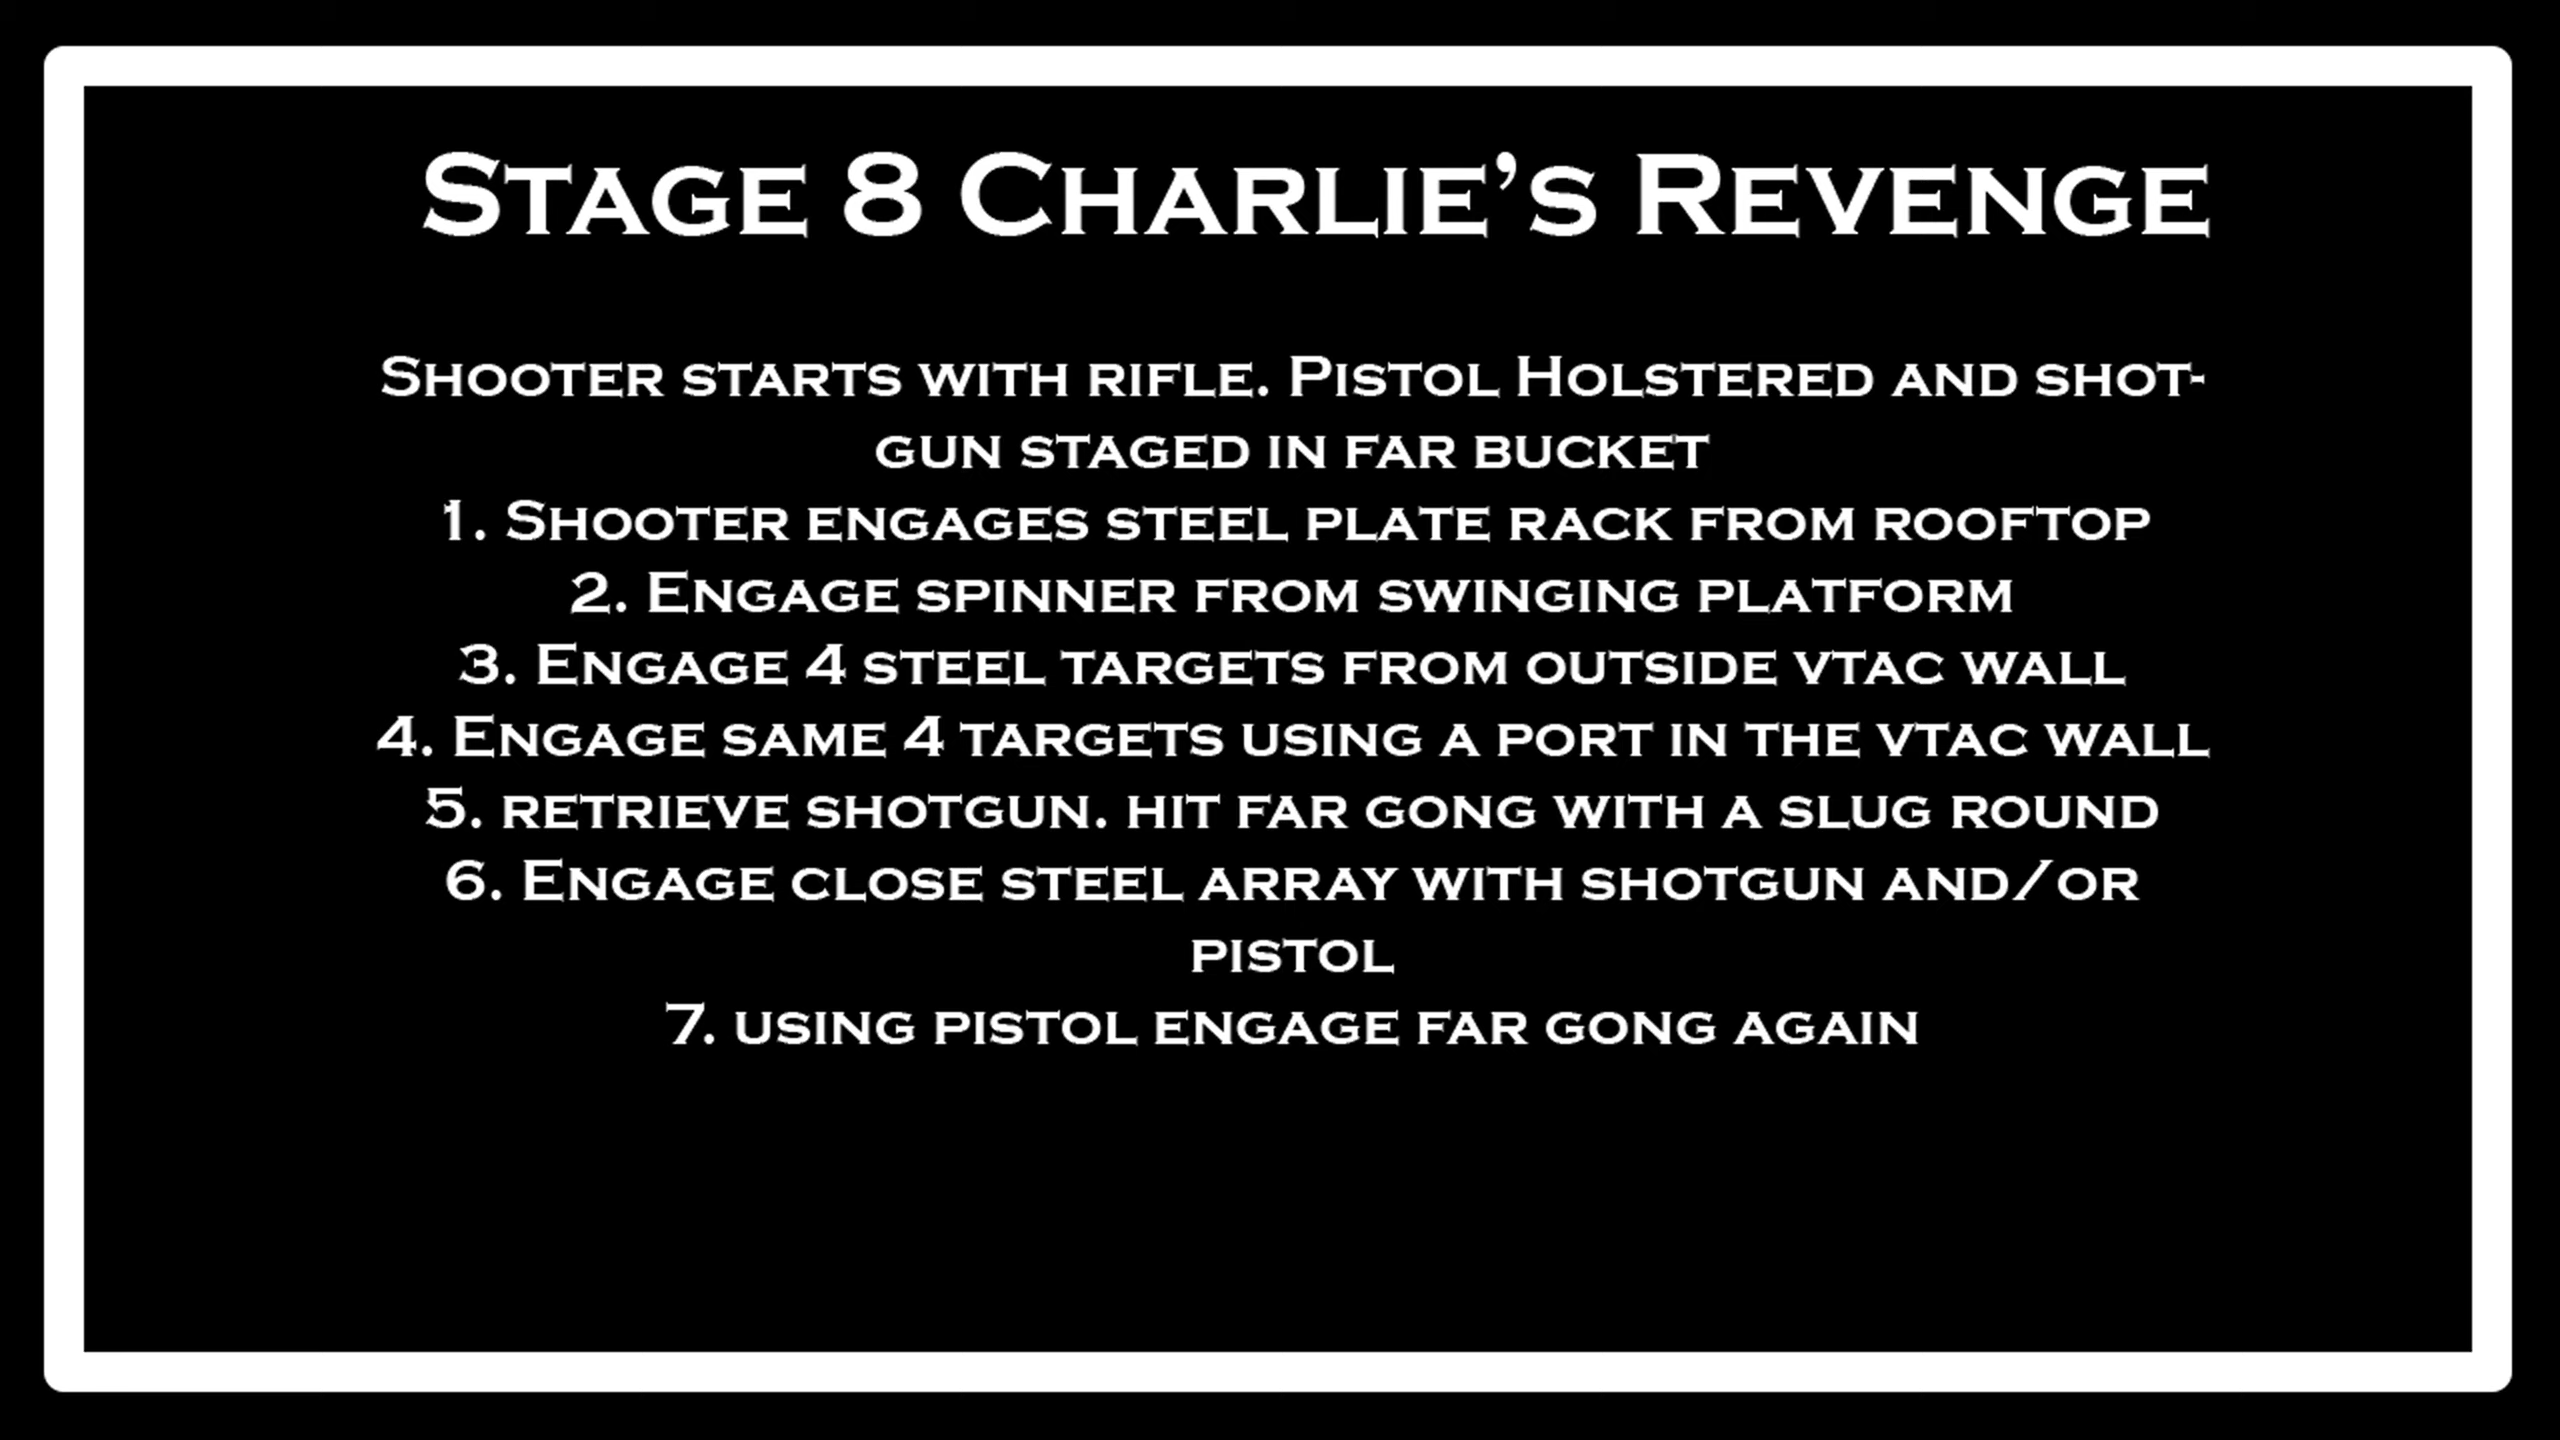 Stage 8 Charlie's Revenge
Shooter starts with rifle. Pistol Holstered and shot-
gun staged in far bucket
1. Shooter engages steel plate rack from rooftop
2. Engage spinner from swinging platform
3. Engage 4 steel targets from outside vtac wall
4. Engage same 4 targets using a port in the vtac wall
5. retrieve shotgun. hit far gong with a slug round
6. Engage close steel array with shotgun and/or
pistol
7. using pistol engage far gong again